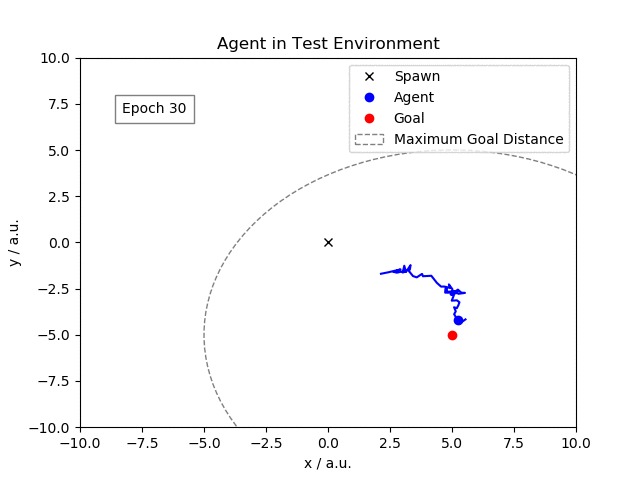 Agent in Test Environment
10.0
7.5
5.0
2.5
0.0
−2.5
−5.0
−7.5
−10.0
y / a.u.
Epoch 30
Spawn
Agent
Goal
Maximum Goal Distance
−10.0 −7.5 −5.0 −2.5 0.0 2.5 5.0 7.5 10.0
x / a.u.